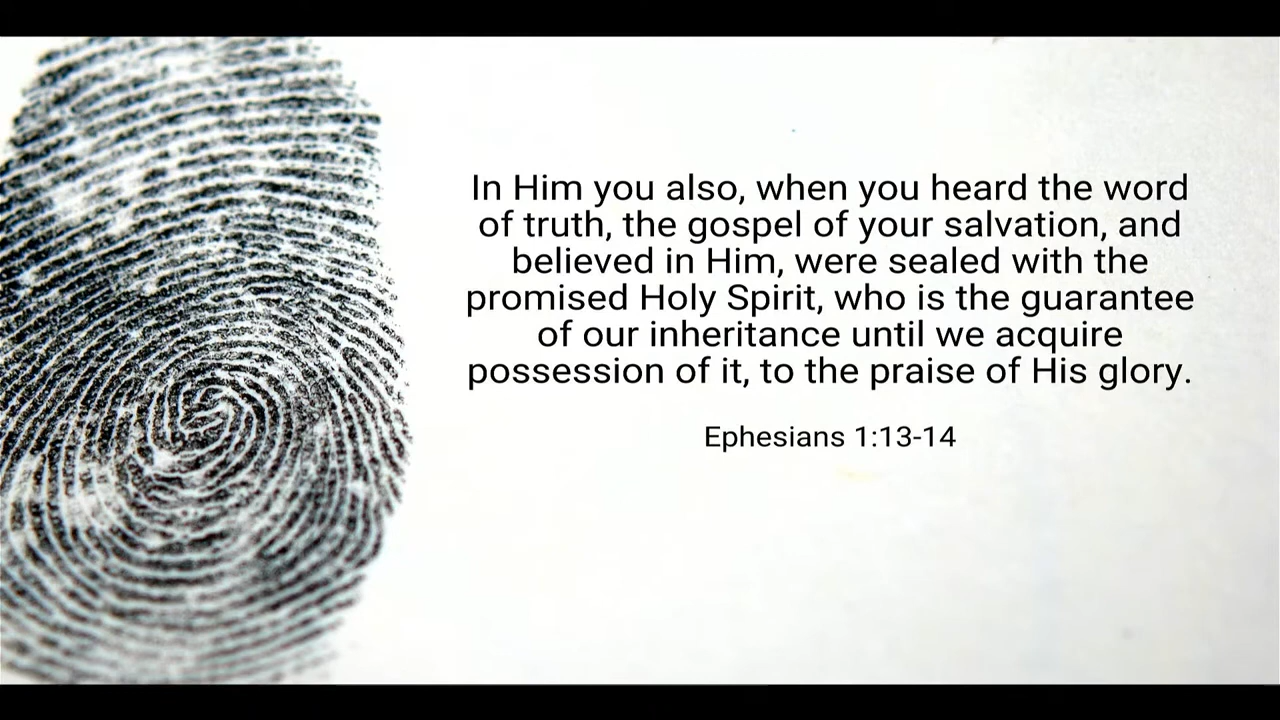 In Him you also, when you heard the word
of truth, the gospel of your salvation, and
believed in Him, were sealed with the
promised Holy Spirit, who is the guarantee
of our inheritance until we acquire
possession of it, to the praise of His glory.
Ephesians 1:13-14